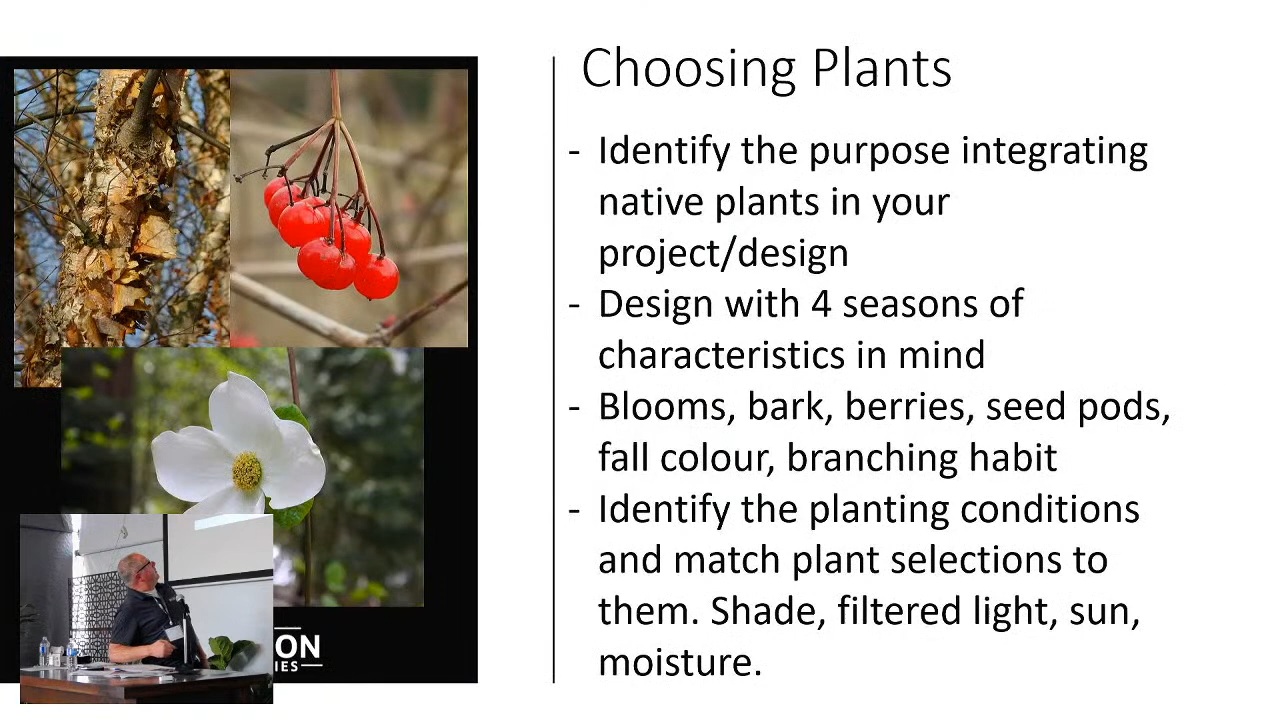 Choosing Plants
- Identify the purpose integrating
native plants in your
project/design
- Design with 4 seasons of
characteristics in mind
- Blooms, bark, berries, seed pods,
fall colour, branching habit
- Identify the planting conditions
and match plant selections to
them. Shade, filtered light, sun,
moisture.
ON
IES